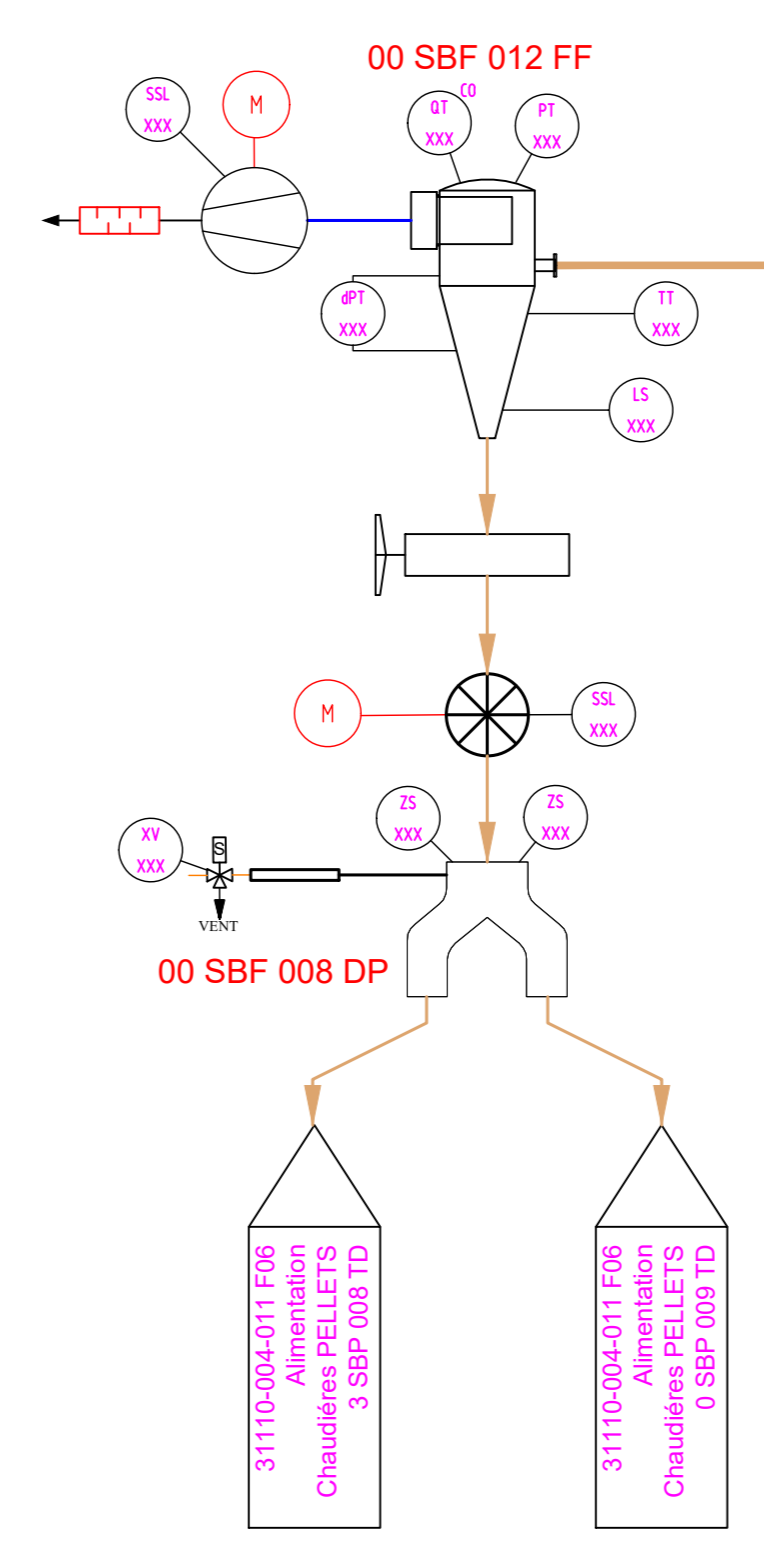 00 SBF 012 FF
SSL
XXX
M
CO
QT
XXX
PT
XXX
dPT
XXX
TT
XXX
LS
XXX
M
SSL
XXX
ZS
XXX
ZS
XXX
XV
XXX
S
VENT
00 SBF 008 DP
31110-004-011 F06
Alimentation
Chaudiéres PELLETS
3 SBP 008 TD
31110-004-011 F06
Alimentation
Chaudiéres PELLETS
0 SBP 009 TD